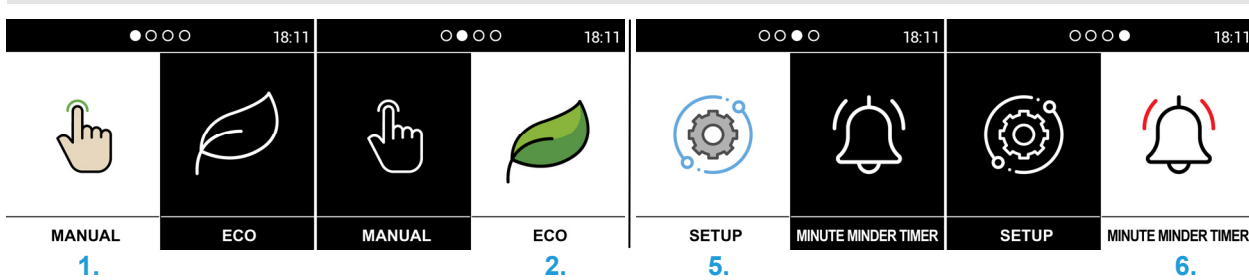 18:11 18:11 18:11 18:11
MANUAL ECO MANUAL ECO SETUP MINUTE MINDER TIMER SETUP MINUTE MINDER TIMER
1. 2. 5. 6.